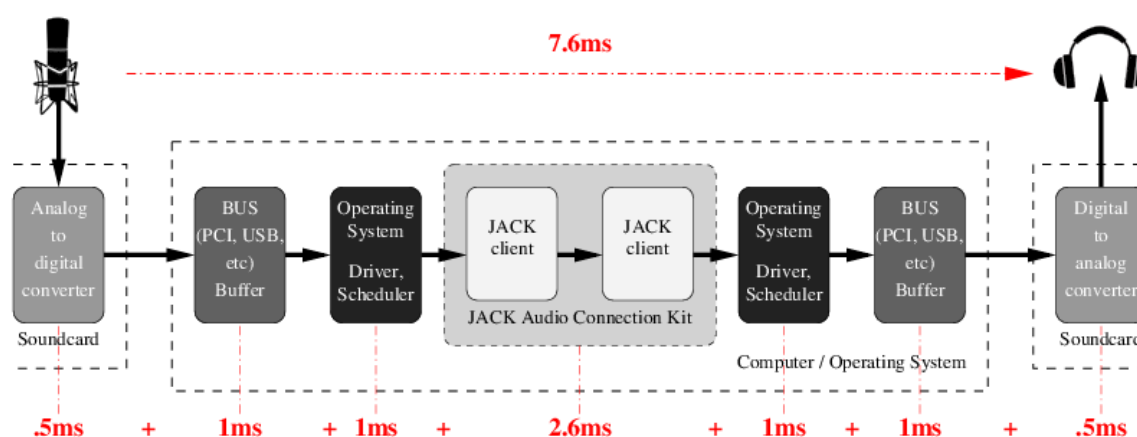 7.6ms
Analog
to
digital
converter
Soundcard
BUS
(PCI, USB,
etc)
Buffer
Operating
System
Driver,
Scheduler
JACK
client
JACK
client
JACK Audio Connection Kit
Operating
System
Driver,
Scheduler
BUS
(PCI, USB,
etc)
Buffer
Computer / Operating System
Digital
to
analog
converter
Soundcard
.5ms + 1ms + 1ms + 2.6ms + 1ms + 1ms + .5ms